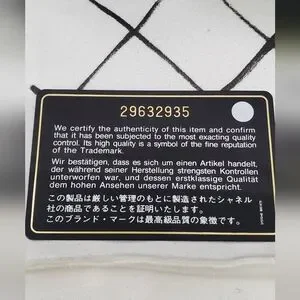 29632935
We certify the authenticity of this item and confirm
that it has been subjected to the most exacting quality
control. Its high quality is a symbol of the fine reputation
of the Trademark.
Wir bestätigen, dass es sich um einen Artikel handelt,
der während seiner Herstellung strengsten Kontrollen
unterworfen war, und dessen erstklassige Qualität
dem hohen Ansehen unserer Marke entspricht.
この製品は厳しい管理のもとに製造されたシャネル
社の商品であることを証明いたします。
このブランド・マークは最高級品質の象徴です。